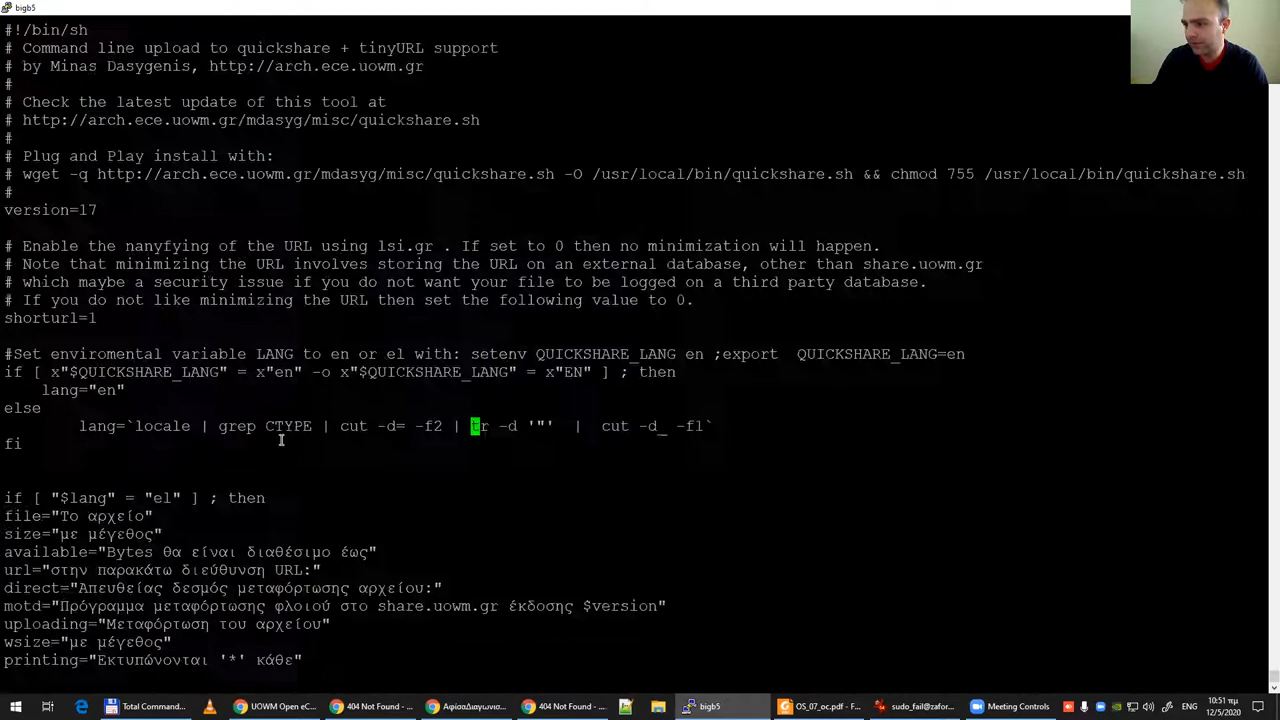 bigb5
#!/bin/sh
# Command line upload to quickshare + tinyURL support
# by Minas Dasygenis, http://arch.ece.uowm.gr
#
# Check the latest update of this tool at
# http://arch.ece.uowm.gr/mdasyg/misc/quickshare.sh
#
# Plug and Play install with:
# wget -q http://arch.ece.uowm.gr/mdasyg/misc/quickshare.sh -O /usr/local/bin/quickshare.sh && chmod 755 /usr/local/bin/quickshare.sh
#
version=17
# Enable the nanyfying of the URL using lsi.gr . If set to 0 then no minimization will happen.
# Note that minimizing the URL involves storing the URL on an external database, other than share.uowm.gr
# which maybe a security issue if you do not want your file to be logged on a third party database.
# If you do not like minimizing the URL then set the following value to 0.
shorturl=1
#Set enviromental variable LANG to en or el with: setenv QUICKSHARE_LANG en ;export  QUICKSHARE_LANG=en
if [ x"$QUICKSHARE_LANG" = x"en" -o x"$QUICKSHARE_LANG" = x"EN" ] ; then
lang="en"
else
lang=`locale | grep CTYPE | cut -d= -f2 | tr -d '"'  |  cut -d_ -f1`
fi
if [ "$lang" = "el" ] ; then
file="Το αρχείο"
size="με μέγεθος"
available="Bytes θα είναι διαθέσιμο έως"
url="στην παρακάτω διεύθυνση URL:"
direct="Απευθείας δεσμός μεταφόρτωσης αρχείου:"
motd="Πρόγραμμα μεταφόρτωσης φλοιού στο share.uowm.gr έκδοσης $version"
uploading="Μεταφόρτωση του αρχείου"
wsize="με μέγεθος"
printing="Εκτυπώνονται '*' κάθε"
Total Command...
UOWM Open eC...
404 Not Found - ...
ΑφίσαΔιαγωνια...
404 Not Found - ...
bigb5
OS_07_oc.pdf - F...
sudo_fail@zafor...
Meeting Controls
10:51 πμ
12/5/2020